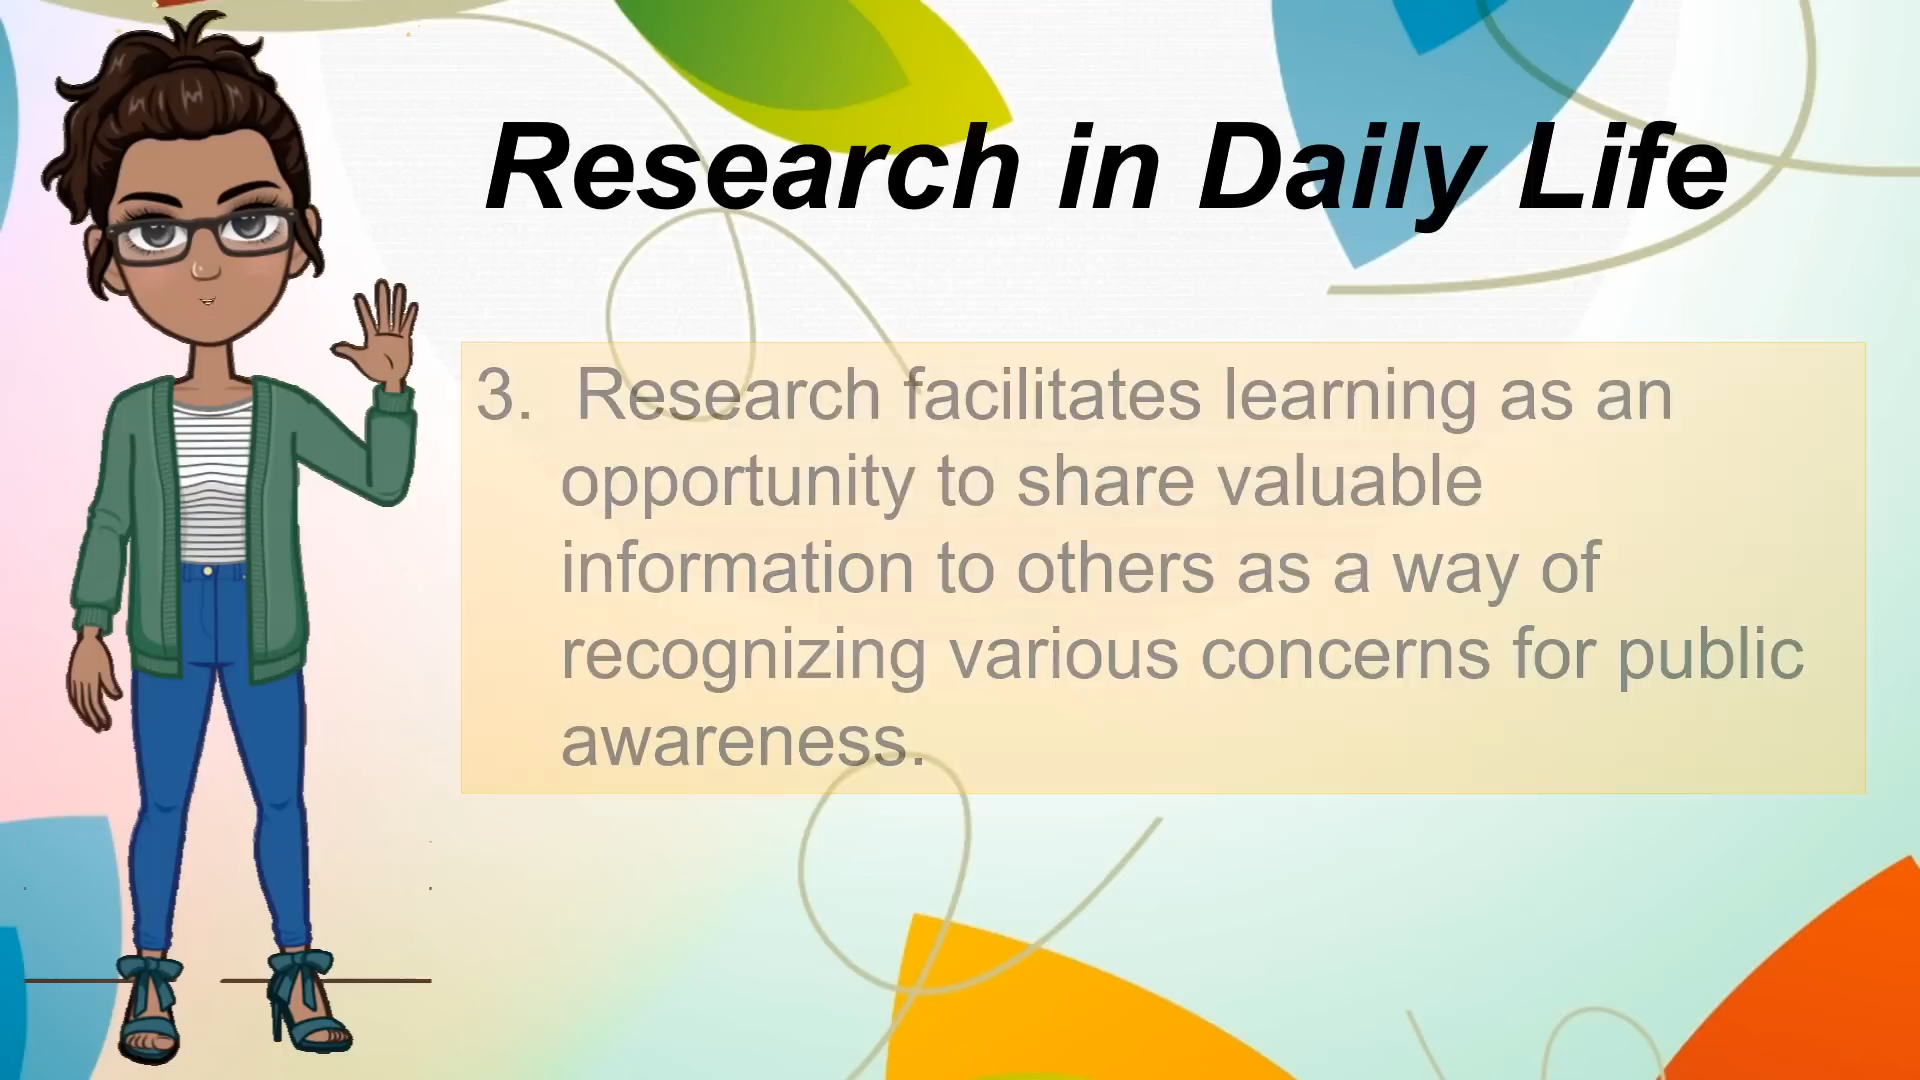 Research in Daily Life
3. Research facilitates learning as an
opportunity to share valuable
information to others as a way of
recognizing various concerns for public
awareness.